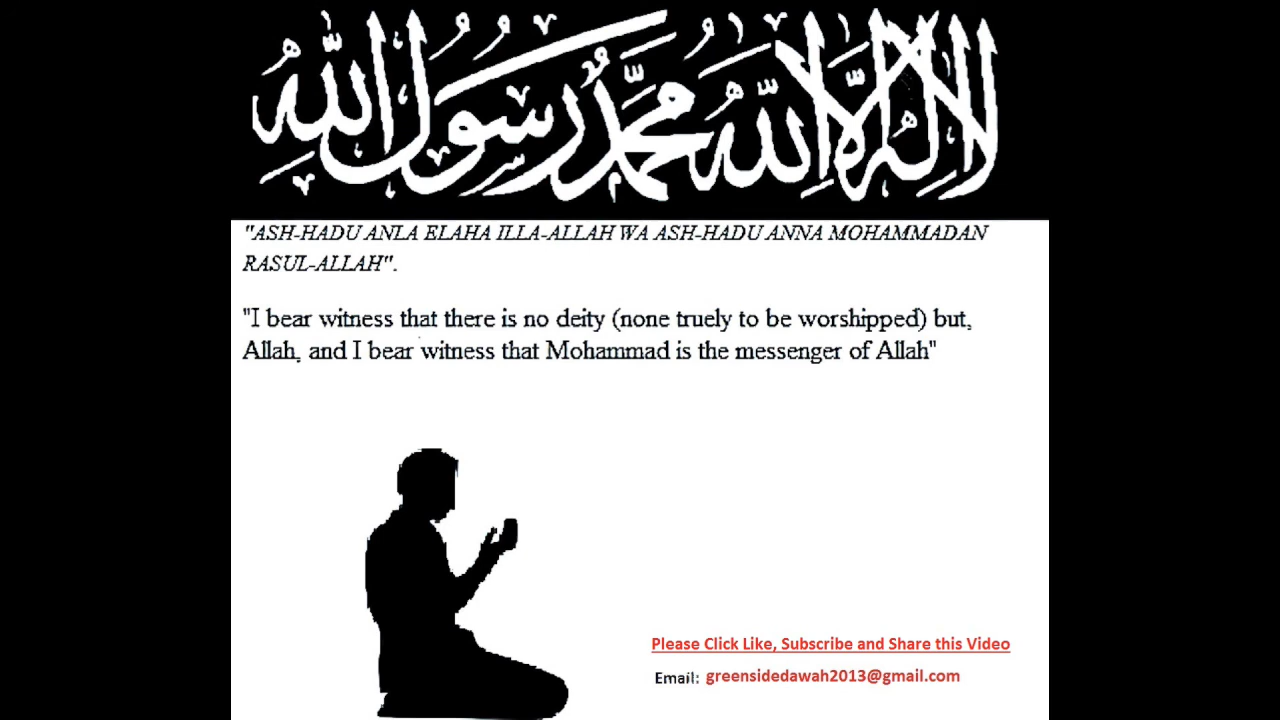 لا إله إلا الله محمد رسول الله
"ASH-HADU ANLA ELAHA ILLA-ALLAH WA ASH-HADU ANNA MOHAMMADAN
RASUL-ALLAH".
"I bear witness that there is no deity (none truely to be worshipped) but,
Allah, and I bear witness that Mohammad is the messenger of Allah"
Please Click Like, Subscribe and Share this Video
Email: greensidedawah2013@gmail.com